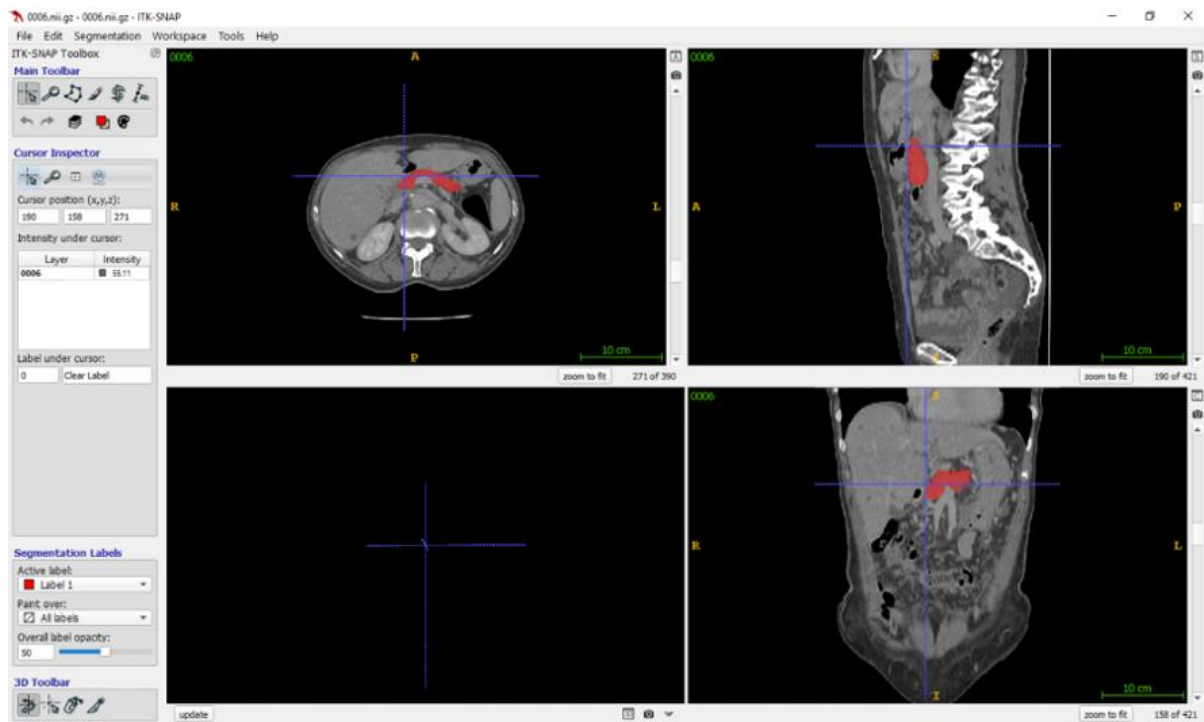 0006.nii.gz - 0006.nii.gz - ITK-SNAP
File Edit Segmentation Workspace Tools Help
ITK-SNAP Toolbox
Main Toolbar
Cursor Inspector
Cursor position (x,y,z):
190 158 271
Intensity under cursor:
Layer Intensity
0006 55.11
Label under cursor:
0 Clear Label
Segmentation Labels
Active label:
Label 1
Paint over:
All labels
Overall label opacity:
50
3D Toolbar
0006
A
R
L
P
10 cm
zoom to fit 271 of 390
0006
S
A
P
10 cm
zoom to fit 190 of 421
update
0006
S
R
L
I
10 cm
zoom to fit 158 of 421